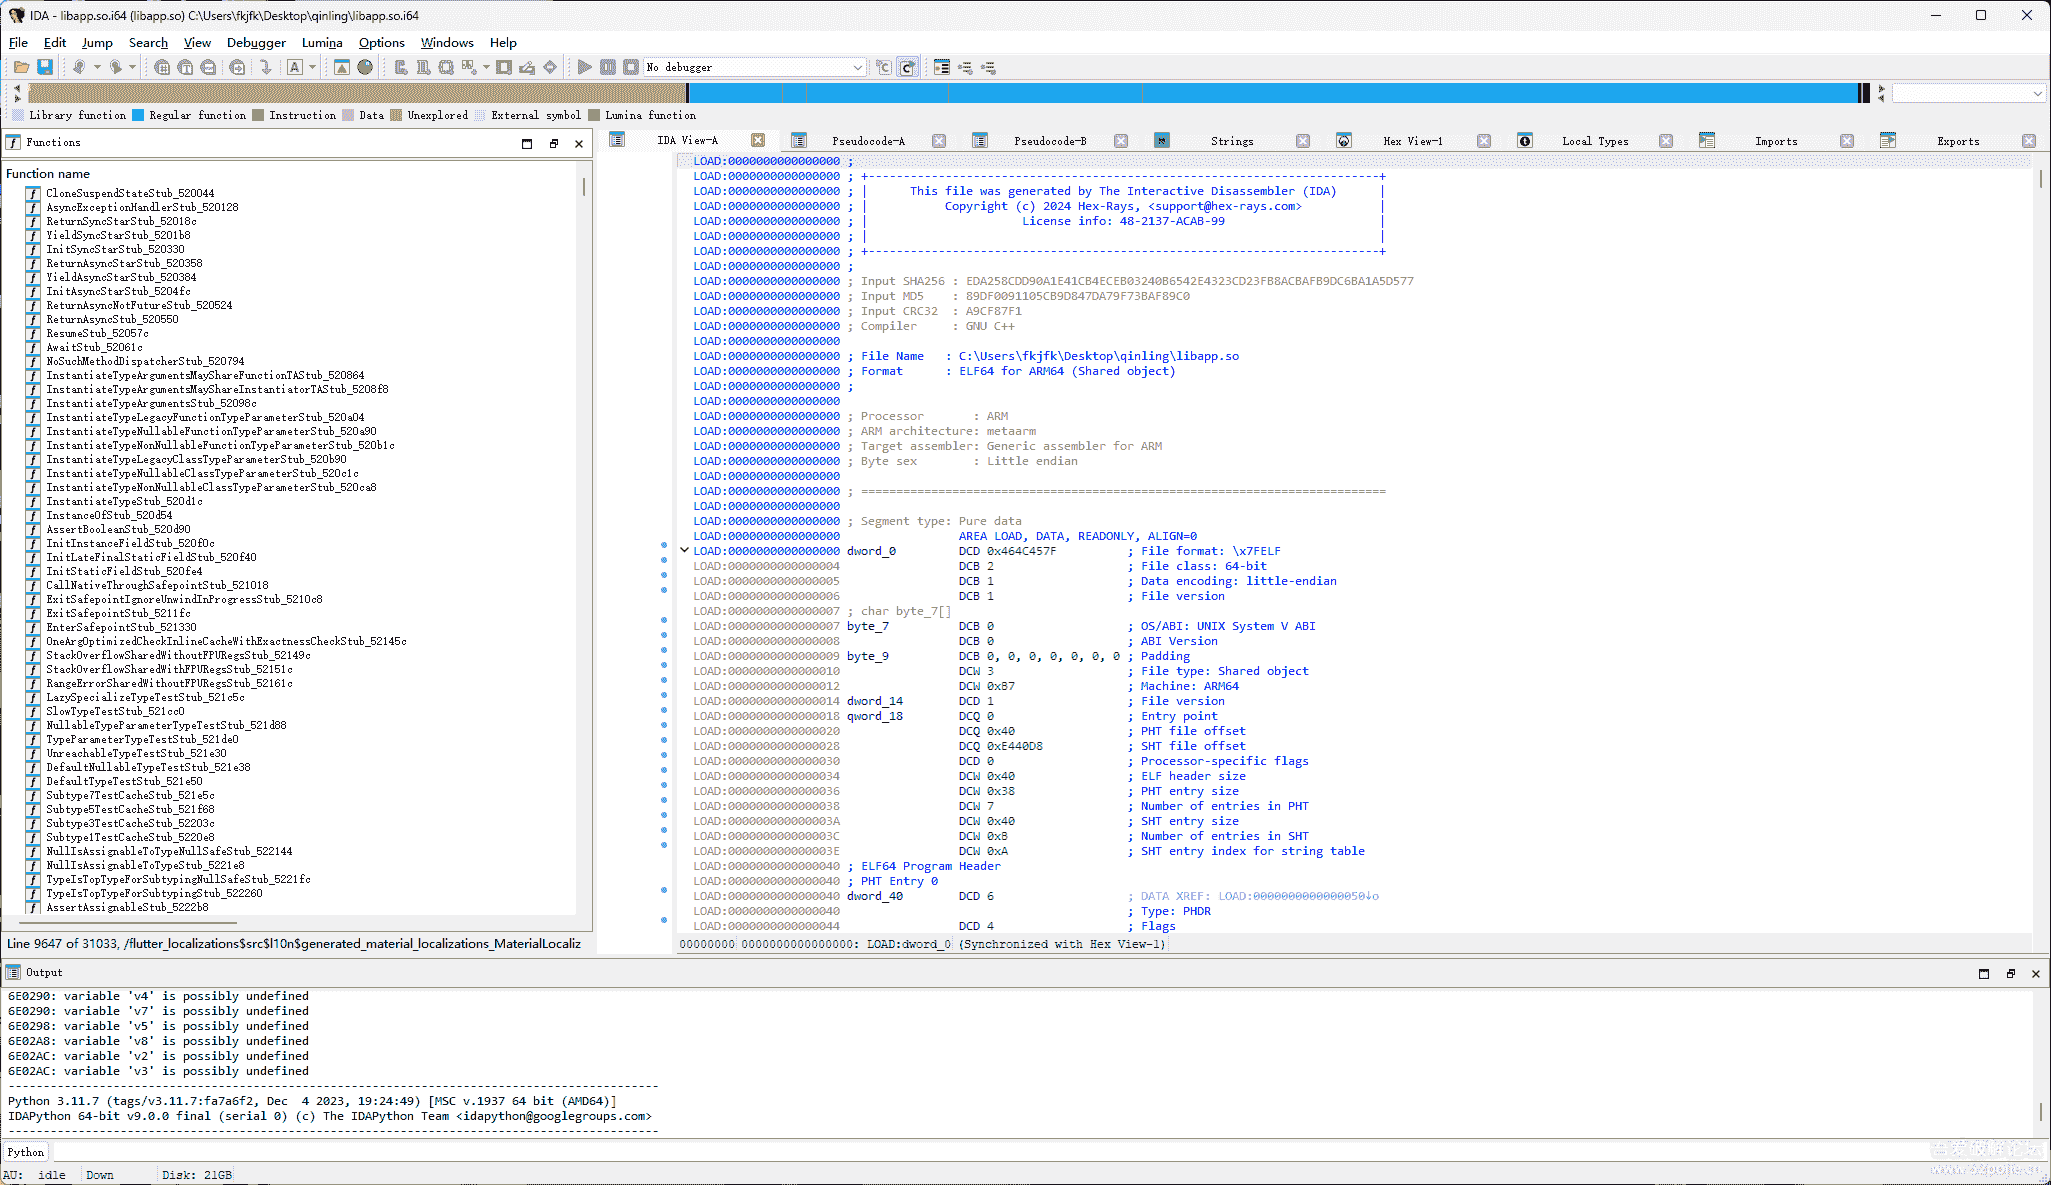 IDA - libapp.so.i64 (libapp.so) C:\Users\fkjfk\Desktop\qinling\libapp.so.i64
File Edit Jump Search View Debugger Lumina Options Windows Help
No debugger
Library function Regular function Instruction Data Unexplored External symbol Lumina function
Functions
IDA View-A Pseudocode-A Pseudocode-B Strings Hex View-1 Local Types Imports Exports
Function name
CloneSuspendStateStub_520044
AsyncExceptionHandlerStub_520128
ReturnSyncStarStub_52018c
YieldSyncStarStub_5201b8
InitSyncStarStub_520330
ReturnAsyncStarStub_520358
YieldAsyncStarStub_520384
InitAsyncStarStub_5204fc
ReturnAsyncNotFutureStub_520524
ReturnAsyncStub_520550
ResumeStub_52057c
AwaitStub_52061c
NoSuchMethodDispatcherStub_520794
InstantiateTypeArgumentsMayShareFunctionTAStub_520864
InstantiateTypeArgumentsMayShareInstantiatorTAStub_5208f8
InstantiateTypeArgumentsStub_52098c
InstantiateTypeLegacyFunctionTypeParameterStub_520a04
InstantiateTypeNullableFunctionTypeParameterStub_520a90
InstantiateTypeNonNullableFunctionTypeParameterStub_520b1c
InstantiateTypeLegacyClassTypeParameterStub_520b90
InstantiateTypeNullableClassTypeParameterStub_520c1c
InstantiateTypeNonNullableClassTypeParameterStub_520ca8
InstantiateTypeStub_520d1c
InstanceOfStub_520d54
AssertBooleanStub_520d90
InitInstanceFieldStub_520f0c
InitLateFinalStaticFieldStub_520f40
InitStaticFieldStub_520fe4
CallNativeThroughSafepointStub_521018
ExitSafepointIgnoreUnwindInProgressStub_5210c8
ExitSafepointStub_5211fc
EnterSafepointStub_521330
OneArgOptimizedCheckInlineCacheWithExactnessCheckStub_52145c
StackOverflowSharedWithoutFPURegsStub_52149c
StackOverflowSharedWithFPURegsStub_52151c
RangeErrorSharedWithoutFPURegsStub_52161c
LazySpecializeTypeTestStub_521c5c
SlowTypeTestStub_521cc0
NullableTypeParameterTypeTestStub_521d88
TypeParameterTypeTestStub_521de0
UnreachableTypeTestStub_521e30
DefaultNullableTypeTestStub_521e38
DefaultTypeTestStub_521e50
Subtype7TestCacheStub_521e5c
Subtype5TestCacheStub_521f68
Subtype3TestCacheStub_52203c
Subtype1TestCacheStub_5220e8
NullIsAssignableToTypeNullSafeStub_522144
NullIsAssignableToTypeStub_5221e8
TypeIsTopTypeForSubtypingNullSafeStub_5221fc
TypeIsTopTypeForSubtypingStub_522260
AssertAssignableStub_5222b8
Line 9647 of 31033, /flutter_localizations$src$l10n$generated_material_localizations_MaterialLocaliz
LOAD:0000000000000000 ;
LOAD:0000000000000000 ; +-------------------------------------------------------------------------+
LOAD:0000000000000000 ; | This file was generated by The Interactive Disassembler (IDA) |
LOAD:0000000000000000 ; | Copyright (c) 2024 Hex-Rays, <support@hex-rays.com> |
LOAD:0000000000000000 ; | License info: 48-2137-ACAB-99 |
LOAD:0000000000000000 ; | |
LOAD:0000000000000000 ; +-------------------------------------------------------------------------+
LOAD:0000000000000000 ;
LOAD:0000000000000000 ; Input SHA256 : EDA258CDD90A1E41CB4ECEB03240B6542E4323CD23FB8ACBAFB9DC6BA1A5D577
LOAD:0000000000000000 ; Input MD5 : 89DF0091105CB9D847DA79F73BAF89C0
LOAD:0000000000000000 ; Input CRC32 : A9CF87F1
LOAD:0000000000000000 ; Compiler : GNU C++
LOAD:0000000000000000
LOAD:0000000000000000 ; File Name : C:\Users\fkjfk\Desktop\qinling\libapp.so
LOAD:0000000000000000 ; Format : ELF64 for ARM64 (Shared object)
LOAD:0000000000000000 ;
LOAD:0000000000000000
LOAD:0000000000000000 ; Processor : ARM
LOAD:0000000000000000 ; ARM architecture: metaarm
LOAD:0000000000000000 ; Target assembler: Generic assembler for ARM
LOAD:0000000000000000 ; Byte sex : Little endian
LOAD:0000000000000000
LOAD:0000000000000000 ; ===========================================================================
LOAD:0000000000000000
LOAD:0000000000000000 ; Segment type: Pure data
LOAD:0000000000000000 AREA LOAD, DATA, READONLY, ALIGN=0
LOAD:0000000000000000 dword_0 DCD 0x464C457F ; File format: \x7FELF
LOAD:0000000000000004 DCB 2 ; File class: 64-bit
LOAD:0000000000000005 DCB 1 ; Data encoding: little-endian
LOAD:0000000000000006 DCB 1 ; File version
LOAD:0000000000000007 ; char byte_7[]
LOAD:0000000000000007 byte_7 DCB 0 ; OS/ABI: UNIX System V ABI
LOAD:0000000000000008 DCB 0 ; ABI Version
LOAD:0000000000000009 byte_9 DCB 0, 0, 0, 0, 0, 0, 0 ; Padding
LOAD:0000000000000010 DCW 3 ; File type: Shared object
LOAD:0000000000000012 DCW 0xB7 ; Machine: ARM64
LOAD:0000000000000014 dword_14 DCD 1 ; File version
LOAD:0000000000000018 qword_18 DCQ 0 ; Entry point
LOAD:0000000000000020 DCQ 0x40 ; PHT file offset
LOAD:0000000000000028 DCQ 0xE440D8 ; SHT file offset
LOAD:0000000000000030 DCD 0 ; Processor-specific flags
LOAD:0000000000000034 DCW 0x40 ; ELF header size
LOAD:0000000000000036 DCW 0x38 ; PHT entry size
LOAD:0000000000000038 DCW 7 ; Number of entries in PHT
LOAD:000000000000003A DCW 0x40 ; SHT entry size
LOAD:000000000000003C DCW 0xB ; Number of entries in SHT
LOAD:000000000000003E DCW 0xA ; SHT entry index for string table
LOAD:0000000000000040 ; ELF64 Program Header
LOAD:0000000000000040 ; PHT Entry 0
LOAD:0000000000000040 dword_40 DCD 6 ; DATA XREF: LOAD:0000000000000050↓o
LOAD:0000000000000040 ; Type: PHDR
LOAD:0000000000000044 DCD 4 ; Flags
00000000 0000000000000000: LOAD:dword_0 (Synchronized with Hex View-1)
Output
6E0290: variable 'v4' is possibly undefined
6E0290: variable 'v7' is possibly undefined
6E0298: variable 'v5' is possibly undefined
6E02A8: variable 'v8' is possibly undefined
6E02AC: variable 'v2' is possibly undefined
6E02AC: variable 'v3' is possibly undefined
---------------------------------------------------------------------------------------------
Python 3.11.7 (tags/v3.11.7:fa7a6f2, Dec 4 2023, 19:24:49) [MSC v.1937 64 bit (AMD64)]
IDAPython 64-bit v9.0.0 final (serial 0) (c) The IDAPython Team <idapython@googlegroups.com>
---------------------------------------------------------------------------------------------
Python
AU: idle Down Disk: 21GB